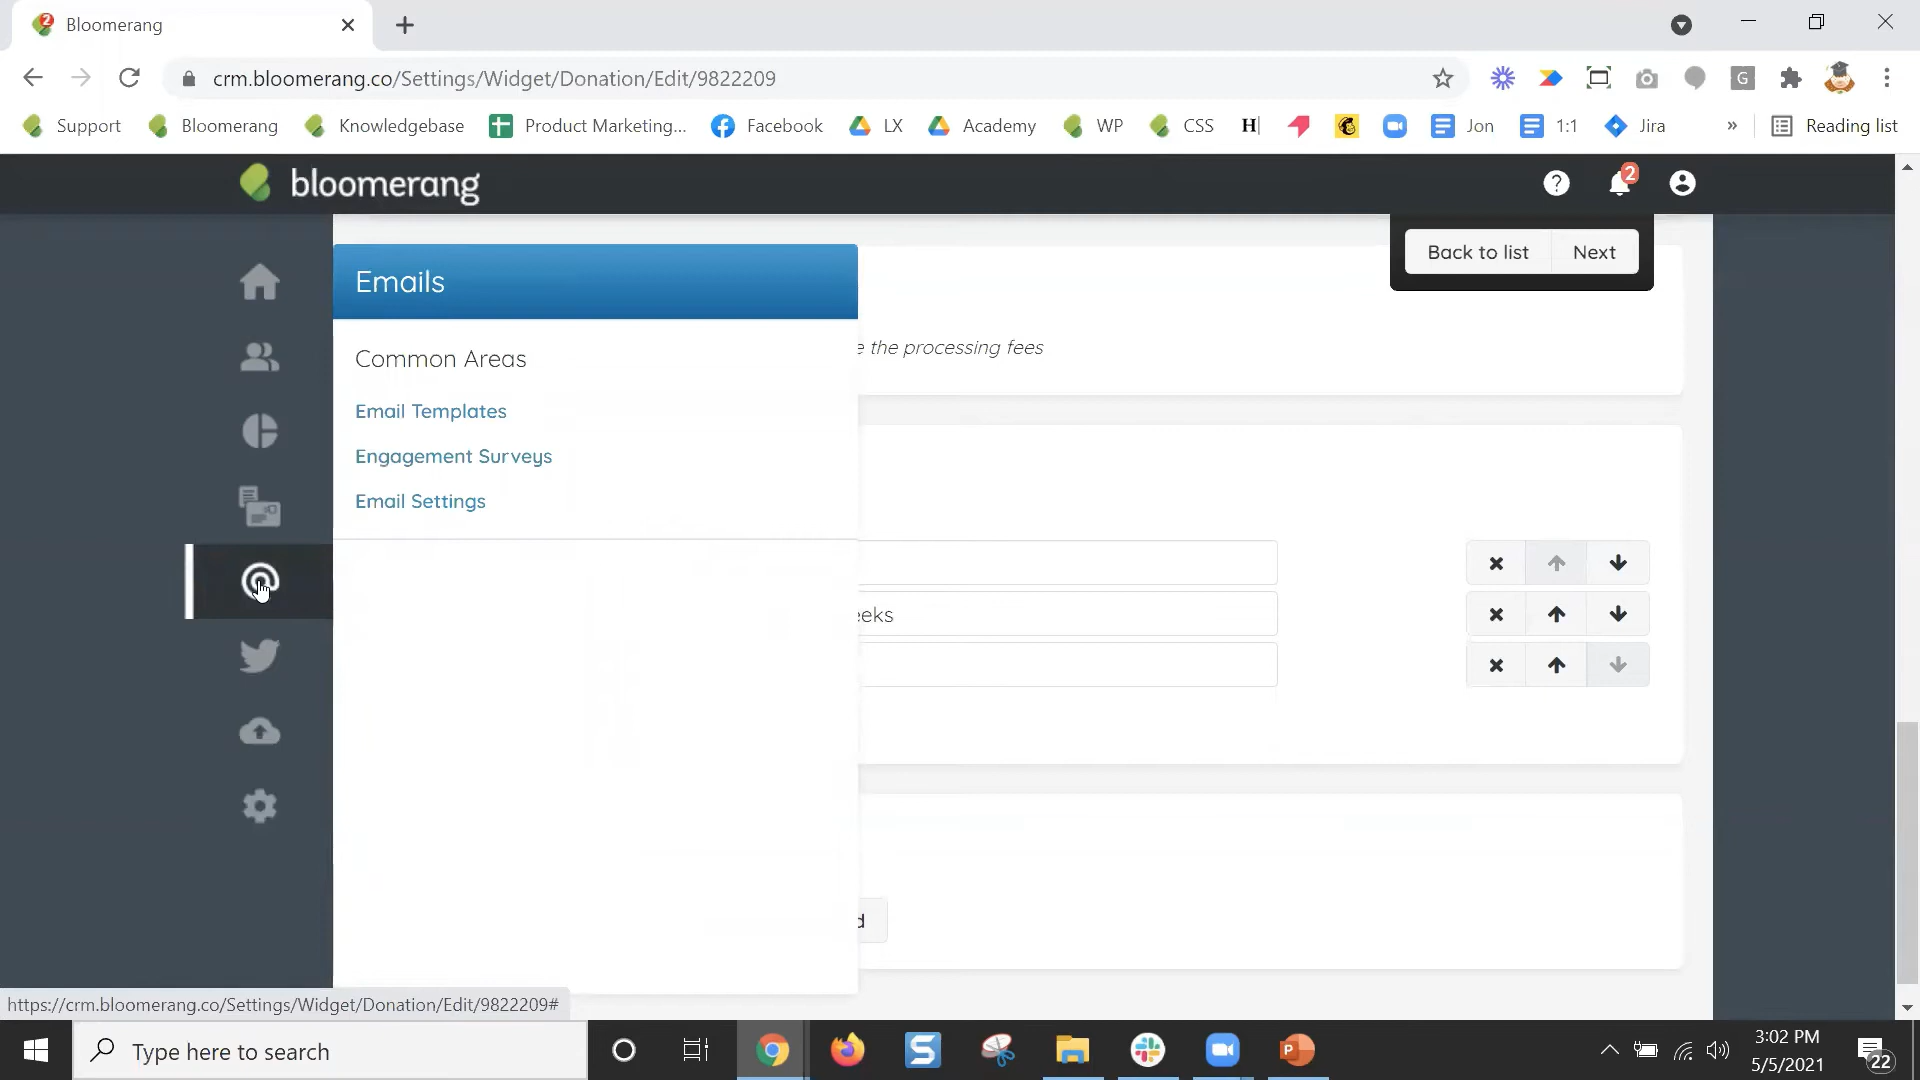 2
Bloomerang
crm.bloomerang.co/Settings/Widget/Donation/Edit/9822209
G
Support
Bloomerang
Knowledgebase
Product Marketing...
Facebook
LX
Academy
WP
CSS
H
Jon
1:1
Jira
»
Reading list
bloomerang
?
2
Back to list
Next
Emails
Common Areas
e the processing fees
Email Templates
Engagement Surveys
Email Settings
eeks
d
https://crm.bloomerang.co/Settings/Widget/Donation/Edit/9822209#
Type here to search
S
P
3:02 PM
5/5/2021
22